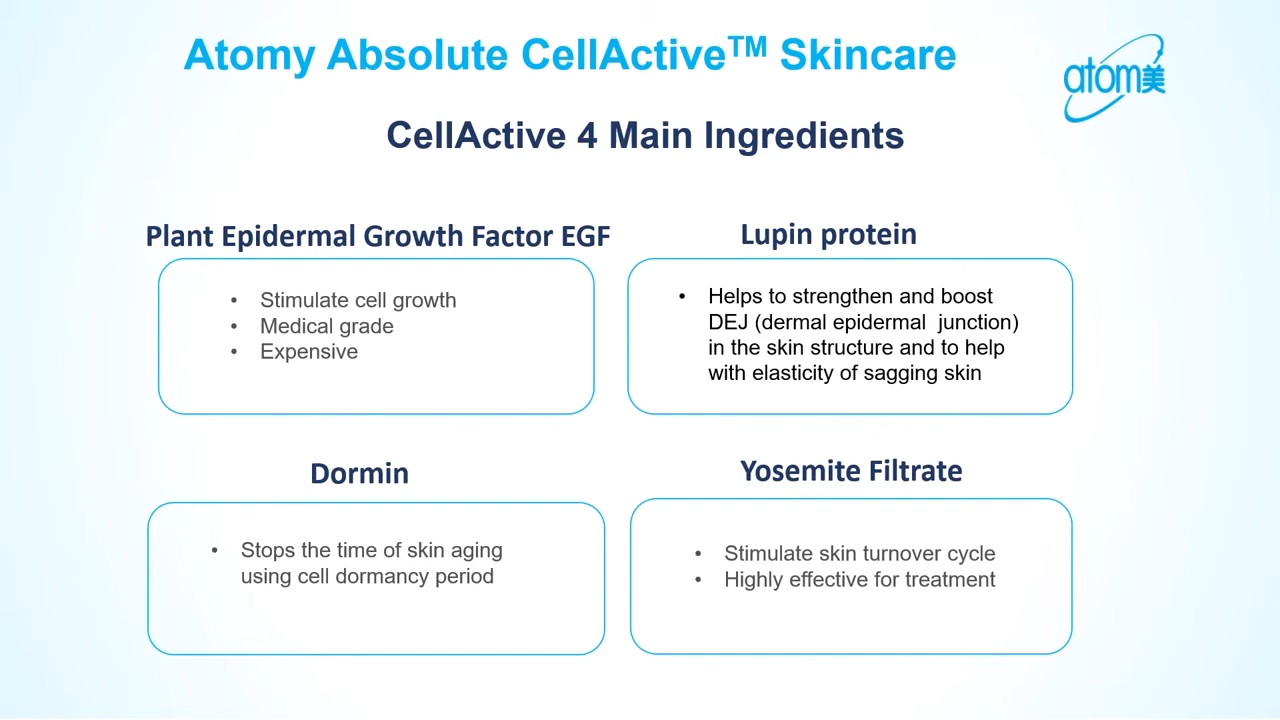 Atomy Absolute CellActive™ Skincare
atom美
CellActive 4 Main Ingredients
Plant Epidermal Growth Factor EGF
• Stimulate cell growth
• Medical grade
• Expensive
Lupin protein
• Helps to strengthen and boost
DEJ (dermal epidermal  junction)
in the skin structure and to help
with elasticity of sagging skin
Dormin
• Stops the time of skin aging
using cell dormancy period
Yosemite Filtrate
• Stimulate skin turnover cycle
• Highly effective for treatment